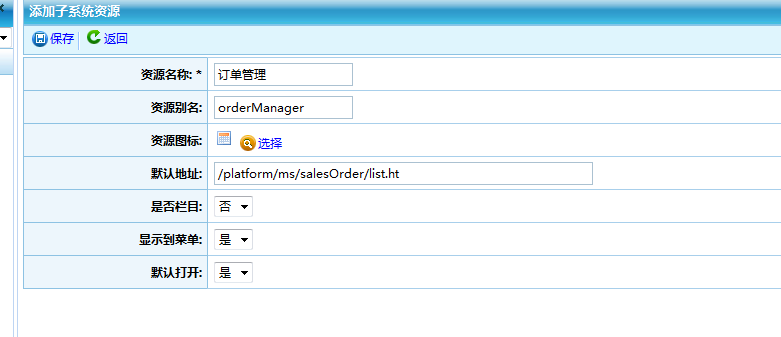 添加子系统资源
保存 返回
资源名称: * 订单管理
资源别名: orderManager
资源图标: 选择
默认地址: /platform/ms/salesOrder/list.ht
是否栏目: 否
显示到菜单: 是
默认打开: 是